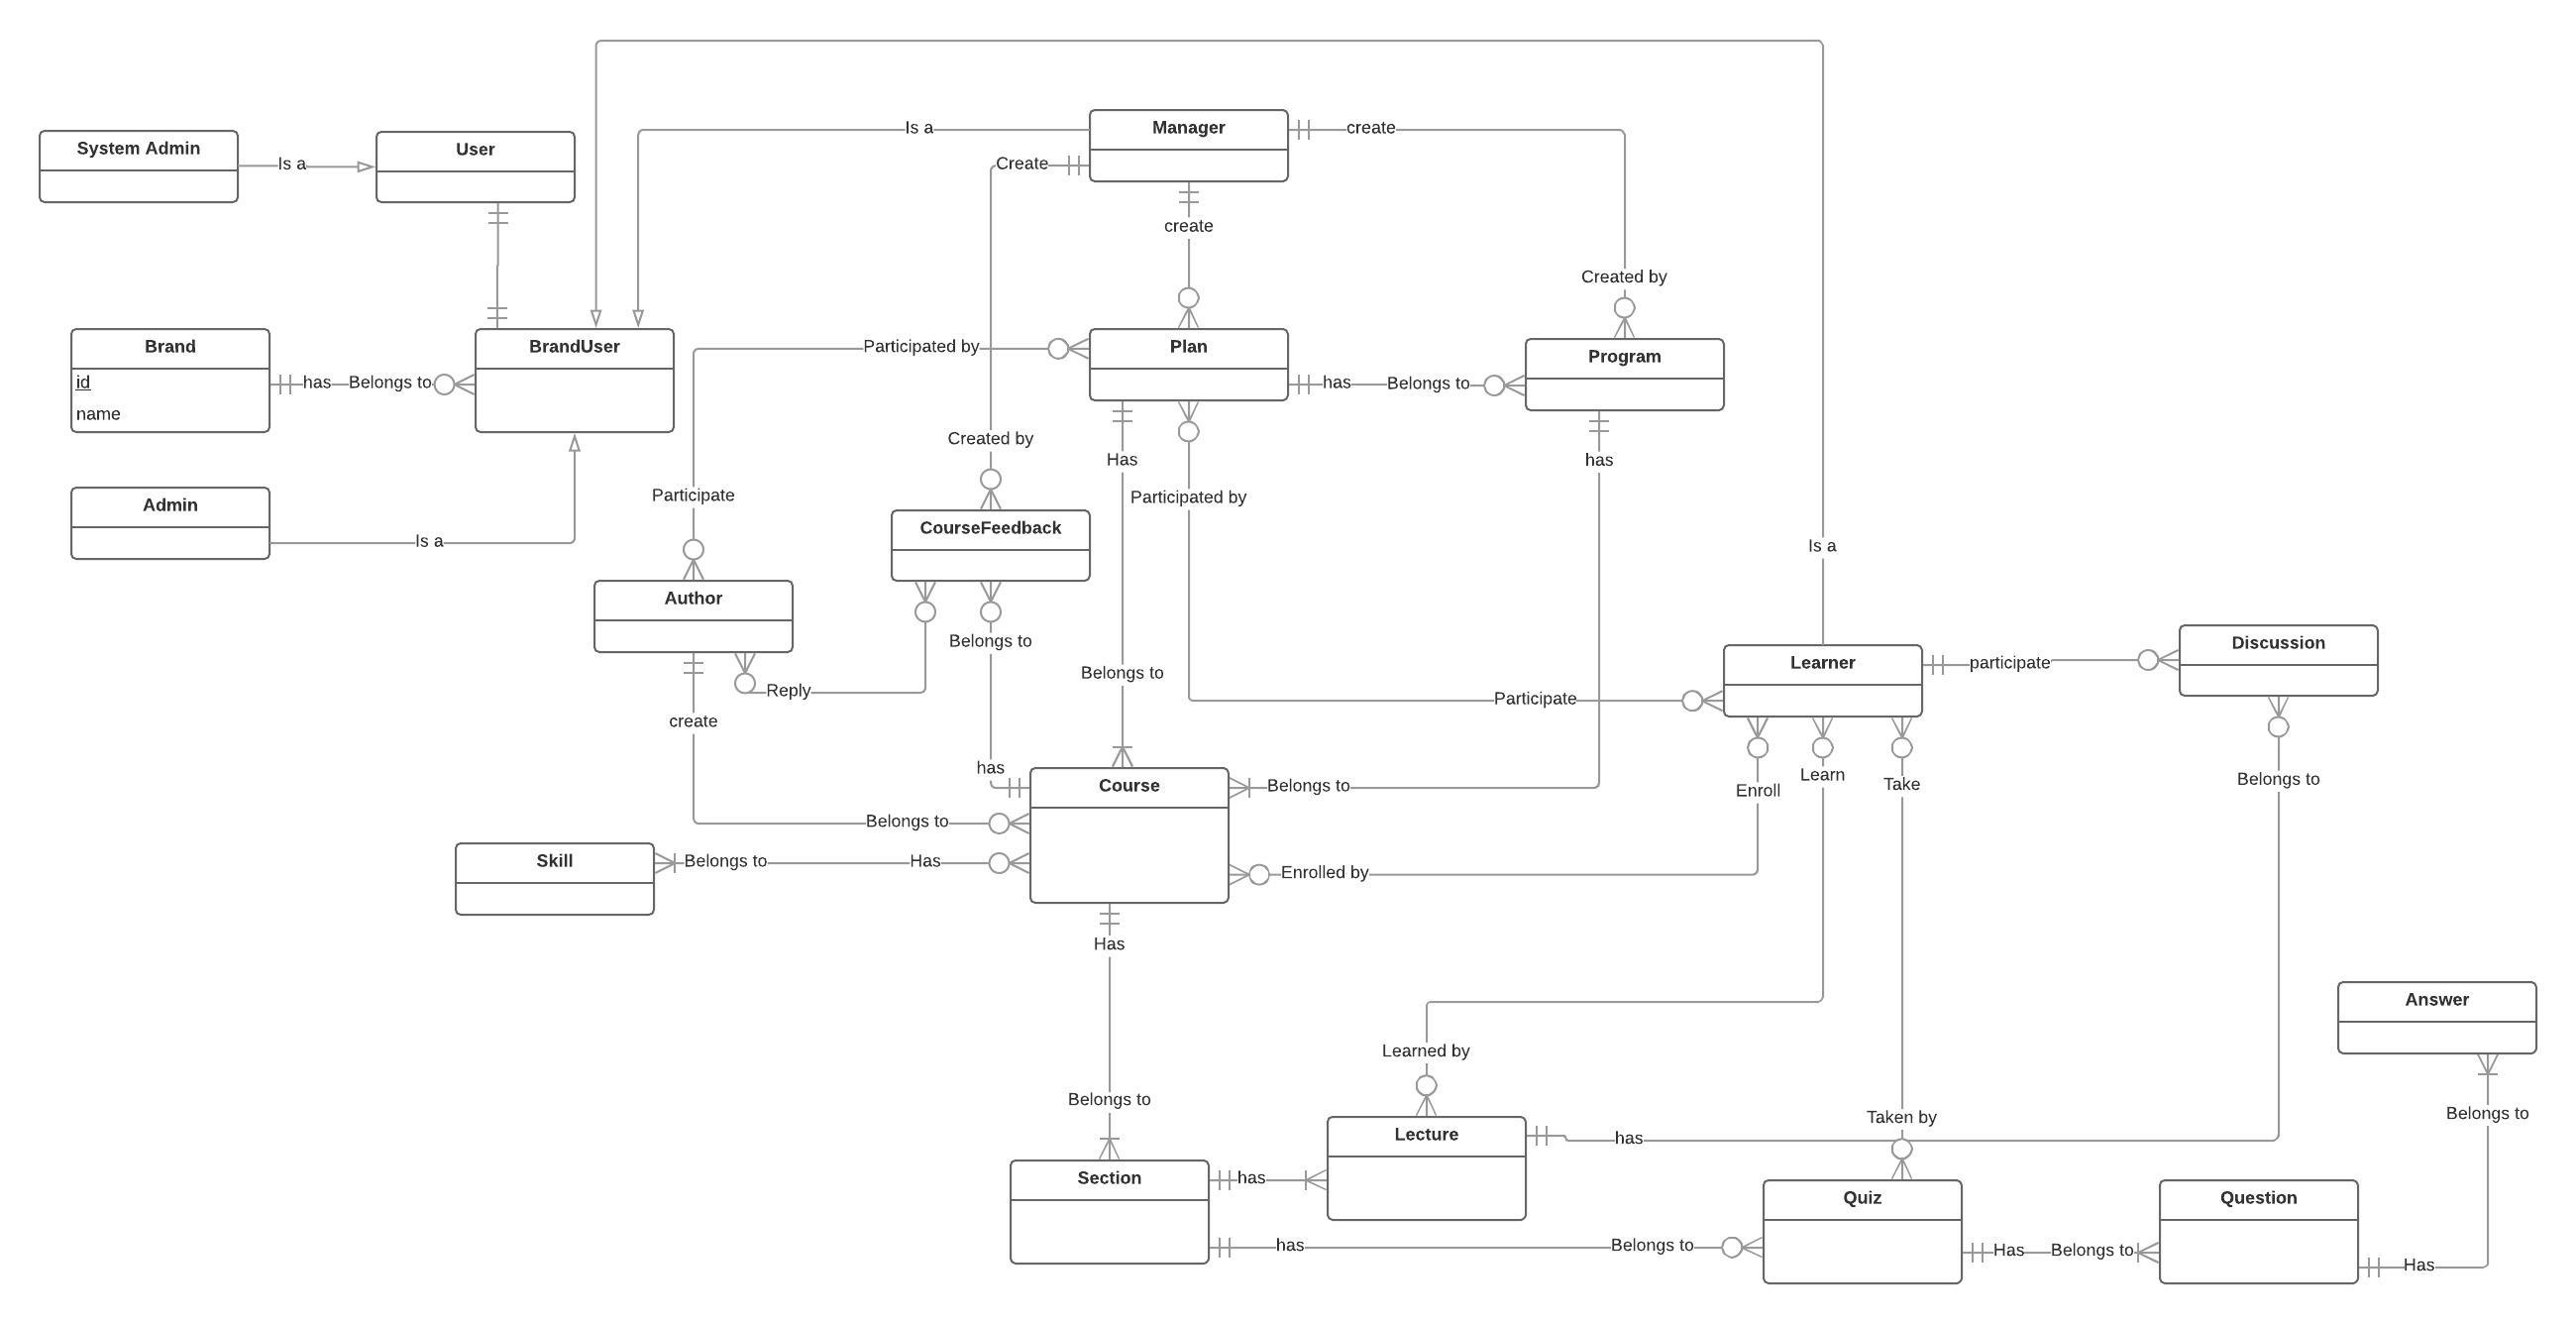 Manager
create
Is a
System Admin
User
Is a
Create
create
Created by
Brand
id
name
has
Belongs to
BrandUser
Participated by
Plan
has
Belongs to
Program
Created by
Has
has
Participate
Participated by
Admin
Is a
CourseFeedback
Is a
Author
Belongs to
Belongs to
Reply
Participate
Learner
participate
Discussion
create
has
Course
Belongs to
Enroll
Learn
Take
Belongs to
Belongs to
Skill
Belongs to
Has
Enrolled by
Has
Answer
Learned by
Belongs to
Taken by
Belongs to
Lecture
has
Section
has
Quiz
Question
has
Belongs to
Has
Belongs to
Has